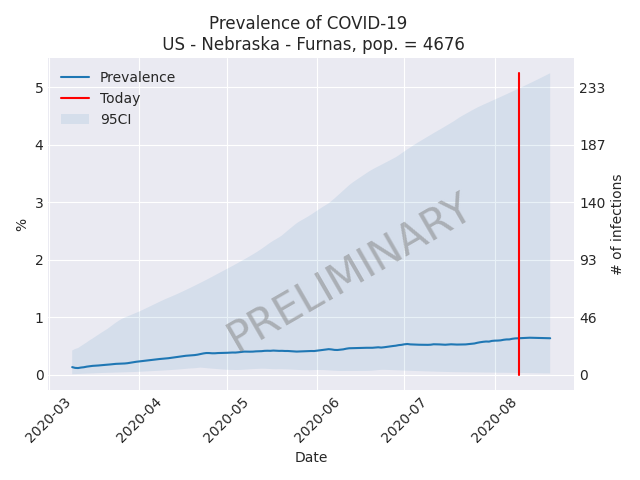 Prevalence of COVID-19
US - Nebraska - Furnas, pop. = 4676
Prevalence
Today
95CI
5
4
3
2
1
0
%
233
187
140
93
46
0
# of infections
PRELIMINARY
2020-03
2020-04
2020-05
2020-06
2020-07
2020-08
Date